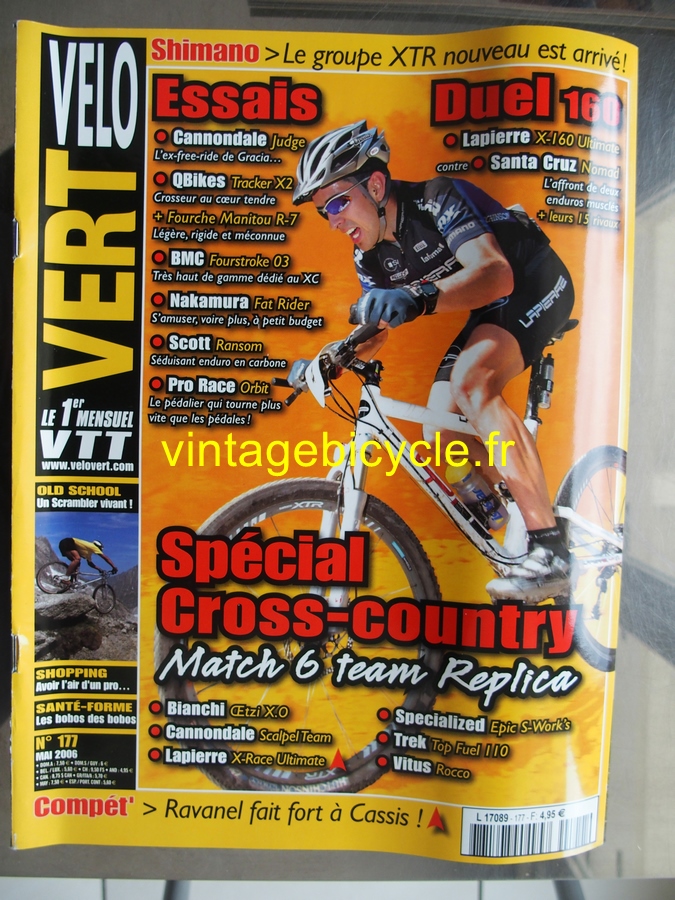 Shimano > Le groupe XTR nouveau est arrivé !
VELO
VERT
LE 1er MENSUEL
VTT
www.velovert.com
Essais
• Cannondale Judge
L'ex-free-ride de Gracia...
• QBikes Tracker X2
Crosseur au cœur tendre
+ Fourche Manitou R-7
Légère, rigide et méconnue
• BMC Fourstroke 03
Très haut de gamme dédié au XC
• Nakamura Fat Rider
S'amuser, voire plus, à petit budget
• Scott Ransom
Séduisant enduro en carbone
• Pro Race Orbit
Le pédalier qui tourne plus
vite que les pédales !
Duel 160
• Lapierre X-160 Ultimate
contre • Santa Cruz Nomad
L'affront de deux
enduros musclés
+ leurs 15 rivaux
SHIMANO
LAPIERRE
XTR
vintagebicycle.fr
OLD SCHOOL
Un Scrambler vivant !
SHOPPING
Avoir l'air d'un pro...
SANTÉ-FORME
Les bobos des bobos
N° 177
MAI 2006
Spécial
Cross-country
Match 6 team Replica
• Bianchi Œtzi X.0
• Cannondale Scalpel Team
• Lapierre X-Race Ultimate
• Specialized Epic S-Work's
• Trek Top Fuel 110
• Vitus Rocco
Compét' > Ravanel fait fort à Cassis !
L 17089 - 177 - F: 4,95 €